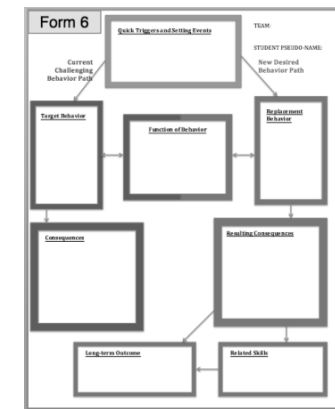 Form 6
Quick Triggers and Setting Events
TEAM:
STUDENT PSEUDO-NAME:
Current
Challenging
Behavior Path
New Desired
Behavior Path
Target Behavior
Function of Behavior
Replacement
Behavior
Consequences
Resulting Consequences
Long-term Outcome
Related Skills